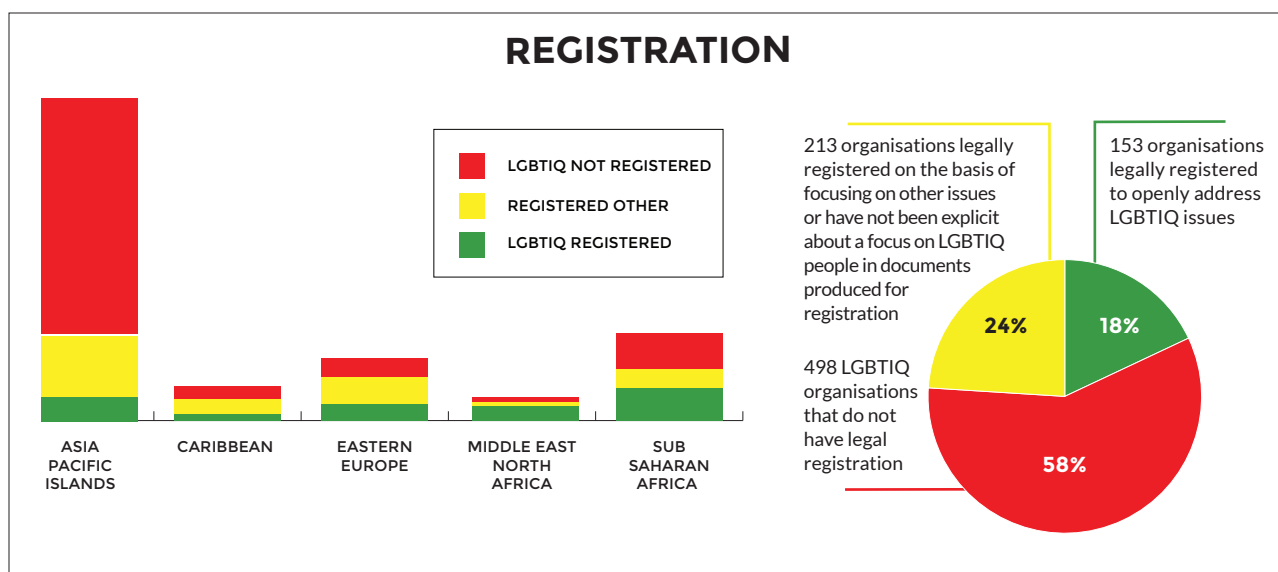 REGISTRATION
LGBTIQ NOT REGISTERED
REGISTERED OTHER
LGBTIQ REGISTERED
ASIA
PACIFIC
ISLANDS
CARIBBEAN
EASTERN
EUROPE
MIDDLE EAST
NORTH
AFRICA
SUB
SAHARAN
AFRICA
213 organisations legally
registered on the basis of
focusing on other issues
or have not been explicit
about a focus on LGBTIQ
people in documents
produced for
registration
498 LGBTIQ
organisations
that do not
have legal
registration
153 organisations
legally registered
to openly address
LGBTIQ issues
24%
18%
58%